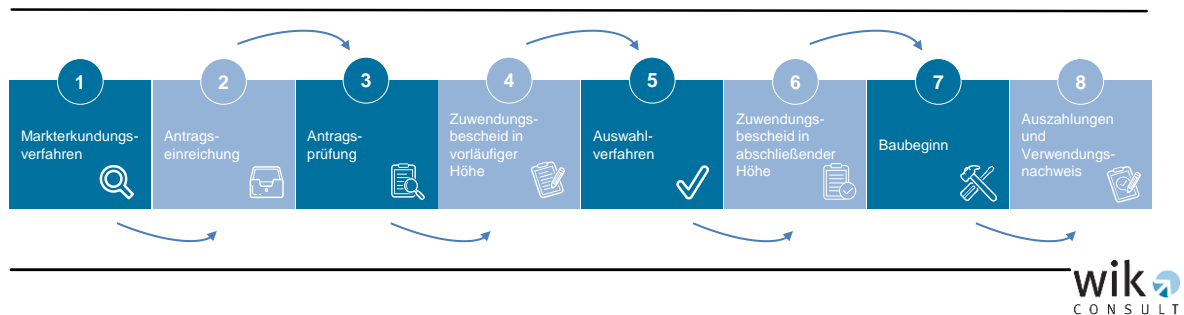 1
Markterkundungs-
verfahren
2
Antrags-
einreichung
3
Antrags-
prüfung
4
Zuwendungs-
bescheid in
vorläufiger
Höhe
5
Auswahl-
verfahren
6
Zuwendungs-
bescheid in
abschließender
Höhe
7
Baubeginn
8
Auszahlungen
und
Verwendungs-
nachweis
wik
CONSULT